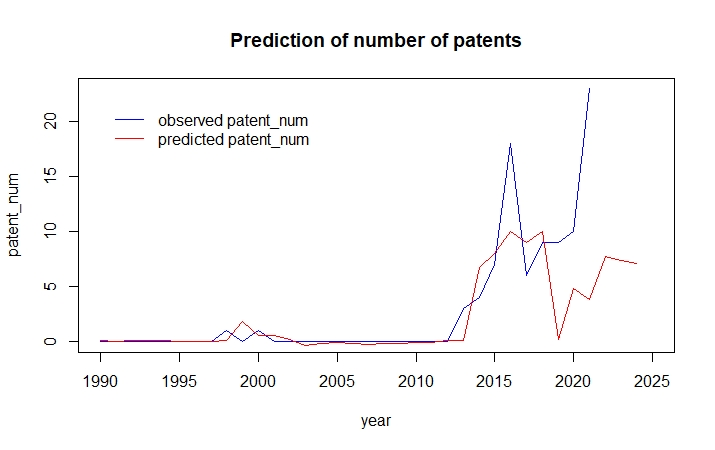 Prediction of number of patents
observed patent_num
predicted patent_num
patent_num
20
15
10
5
0
1990 1995 2000 2005 2010 2015 2020 2025
year